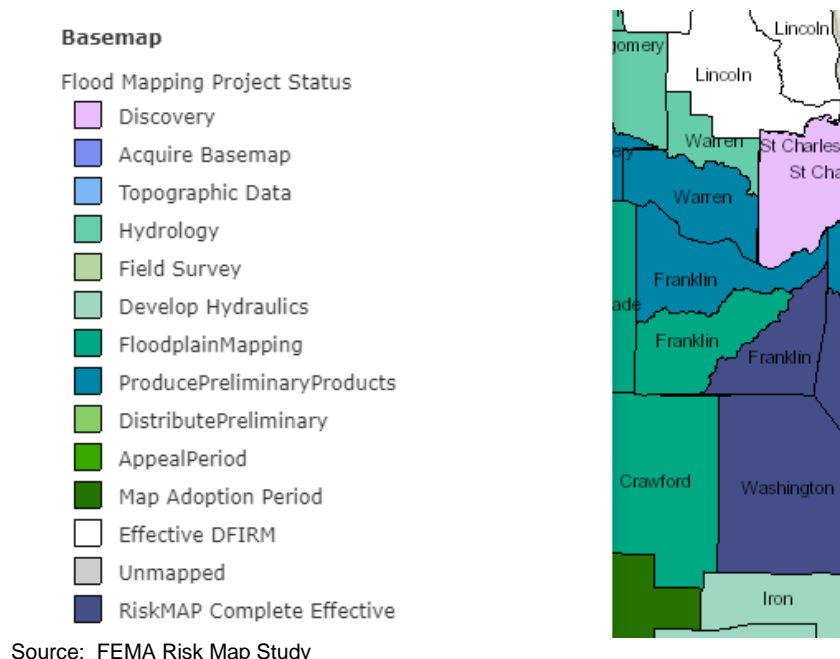 Basemap
Flood Mapping Project Status
Discovery
Acquire Basemap
Topographic Data
Hydrology
Field Survey
Develop Hydraulics
FloodplainMapping
ProducePreliminaryProducts
DistributePreliminary
AppealPeriod
Map Adoption Period
Effective DFIRM
Unmapped
RiskMAP Complete Effective
Source: FEMA Risk Map Study
Lincoln
gomery
Lincoln
Warren
St Charles
St Cha
Warren
Franklin
ade
Franklin
Franklin
Crawford
Washington
Iron